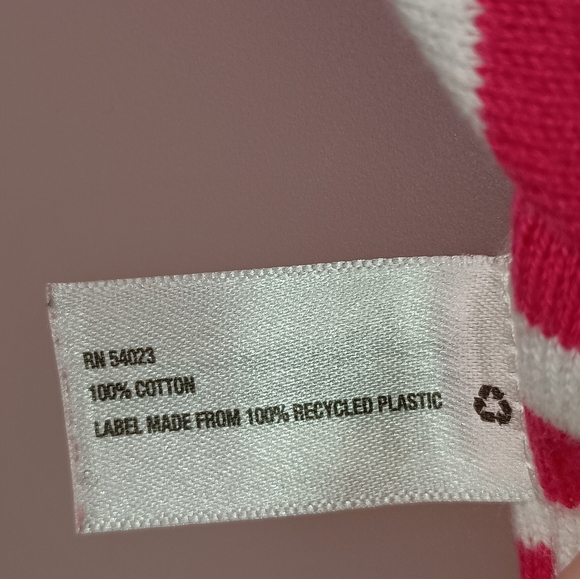 RN 54023
100% COTTON
LABEL MADE FROM 100% RECYCLED PLASTIC